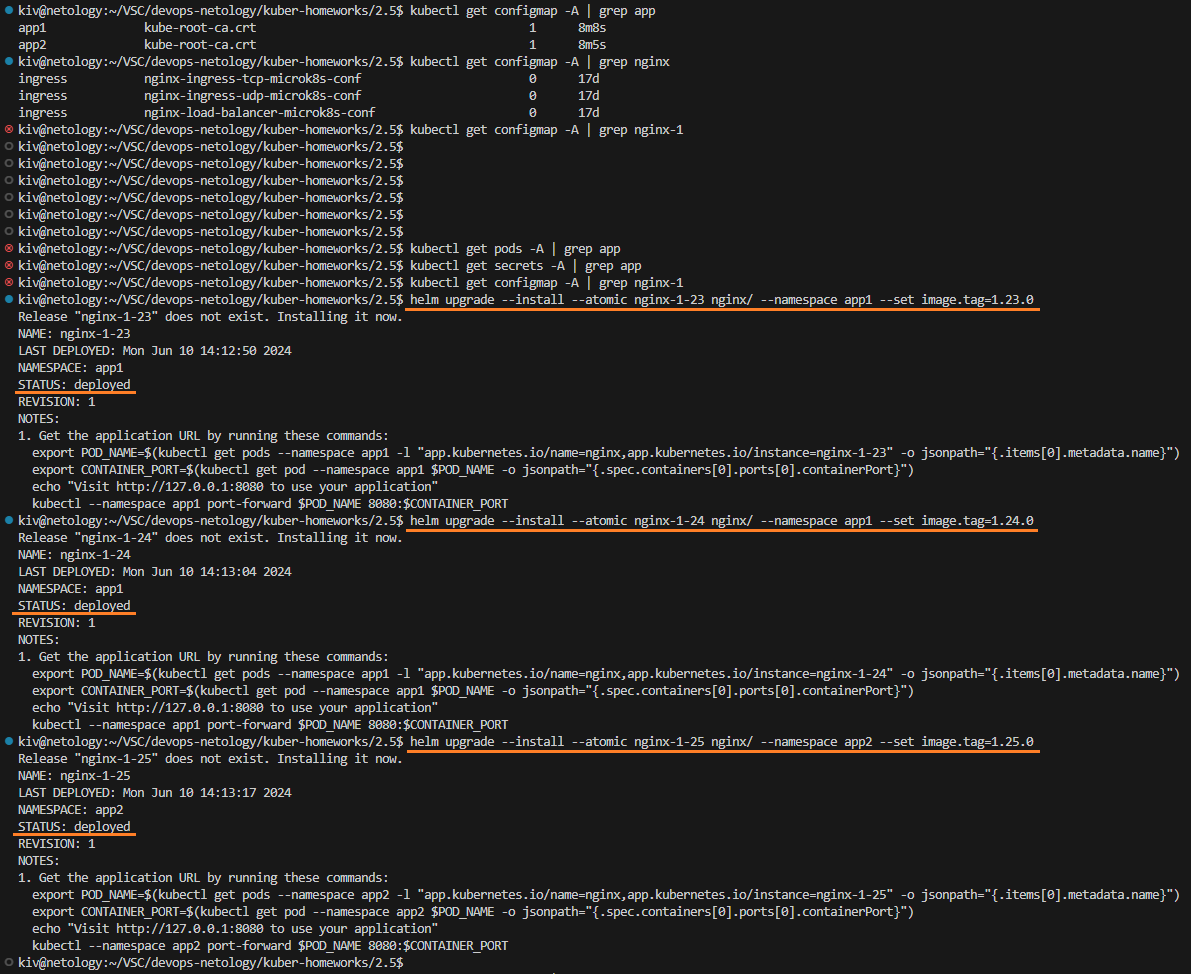 kiv@netology:~/VSC/devops-netology/kuber-homeworks/2.5$ kubectl get configmap -A | grep app
app1              kube-root-ca.crt                                       1      8m8s
app2              kube-root-ca.crt                                       1      8m5s
kiv@netology:~/VSC/devops-netology/kuber-homeworks/2.5$ kubectl get configmap -A | grep nginx
ingress           nginx-ingress-tcp-microk8s-conf                        0      17d
ingress           nginx-ingress-udp-microk8s-conf                        0      17d
ingress           nginx-load-balancer-microk8s-conf                      0      17d
kiv@netology:~/VSC/devops-netology/kuber-homeworks/2.5$ kubectl get configmap -A | grep nginx-1
kiv@netology:~/VSC/devops-netology/kuber-homeworks/2.5$
kiv@netology:~/VSC/devops-netology/kuber-homeworks/2.5$
kiv@netology:~/VSC/devops-netology/kuber-homeworks/2.5$
kiv@netology:~/VSC/devops-netology/kuber-homeworks/2.5$
kiv@netology:~/VSC/devops-netology/kuber-homeworks/2.5$
kiv@netology:~/VSC/devops-netology/kuber-homeworks/2.5$
kiv@netology:~/VSC/devops-netology/kuber-homeworks/2.5$ kubectl get pods -A | grep app
kiv@netology:~/VSC/devops-netology/kuber-homeworks/2.5$ kubectl get secrets -A | grep app
kiv@netology:~/VSC/devops-netology/kuber-homeworks/2.5$ kubectl get configmap -A | grep nginx-1
kiv@netology:~/VSC/devops-netology/kuber-homeworks/2.5$ helm upgrade --install --atomic nginx-1-23 nginx/ --namespace app1 --set image.tag=1.23.0
Release "nginx-1-23" does not exist. Installing it now.
NAME: nginx-1-23
LAST DEPLOYED: Mon Jun 10 14:12:50 2024
NAMESPACE: app1
STATUS: deployed
REVISION: 1
NOTES:
1. Get the application URL by running these commands:
  export POD_NAME=$(kubectl get pods --namespace app1 -l "app.kubernetes.io/name=nginx,app.kubernetes.io/instance=nginx-1-23" -o jsonpath="{.items[0].metadata.name}")
  export CONTAINER_PORT=$(kubectl get pod --namespace app1 $POD_NAME -o jsonpath="{.spec.containers[0].ports[0].containerPort}")
  echo "Visit http://127.0.0.1:8080 to use your application"
  kubectl --namespace app1 port-forward $POD_NAME 8080:$CONTAINER_PORT
kiv@netology:~/VSC/devops-netology/kuber-homeworks/2.5$ helm upgrade --install --atomic nginx-1-24 nginx/ --namespace app1 --set image.tag=1.24.0
Release "nginx-1-24" does not exist. Installing it now.
NAME: nginx-1-24
LAST DEPLOYED: Mon Jun 10 14:13:04 2024
NAMESPACE: app1
STATUS: deployed
REVISION: 1
NOTES:
1. Get the application URL by running these commands:
  export POD_NAME=$(kubectl get pods --namespace app1 -l "app.kubernetes.io/name=nginx,app.kubernetes.io/instance=nginx-1-24" -o jsonpath="{.items[0].metadata.name}")
  export CONTAINER_PORT=$(kubectl get pod --namespace app1 $POD_NAME -o jsonpath="{.spec.containers[0].ports[0].containerPort}")
  echo "Visit http://127.0.0.1:8080 to use your application"
  kubectl --namespace app1 port-forward $POD_NAME 8080:$CONTAINER_PORT
kiv@netology:~/VSC/devops-netology/kuber-homeworks/2.5$ helm upgrade --install --atomic nginx-1-25 nginx/ --namespace app2 --set image.tag=1.25.0
Release "nginx-1-25" does not exist. Installing it now.
NAME: nginx-1-25
LAST DEPLOYED: Mon Jun 10 14:13:17 2024
NAMESPACE: app2
STATUS: deployed
REVISION: 1
NOTES:
1. Get the application URL by running these commands:
  export POD_NAME=$(kubectl get pods --namespace app2 -l "app.kubernetes.io/name=nginx,app.kubernetes.io/instance=nginx-1-25" -o jsonpath="{.items[0].metadata.name}")
  export CONTAINER_PORT=$(kubectl get pod --namespace app2 $POD_NAME -o jsonpath="{.spec.containers[0].ports[0].containerPort}")
  echo "Visit http://127.0.0.1:8080 to use your application"
  kubectl --namespace app2 port-forward $POD_NAME 8080:$CONTAINER_PORT
kiv@netology:~/VSC/devops-netology/kuber-homeworks/2.5$